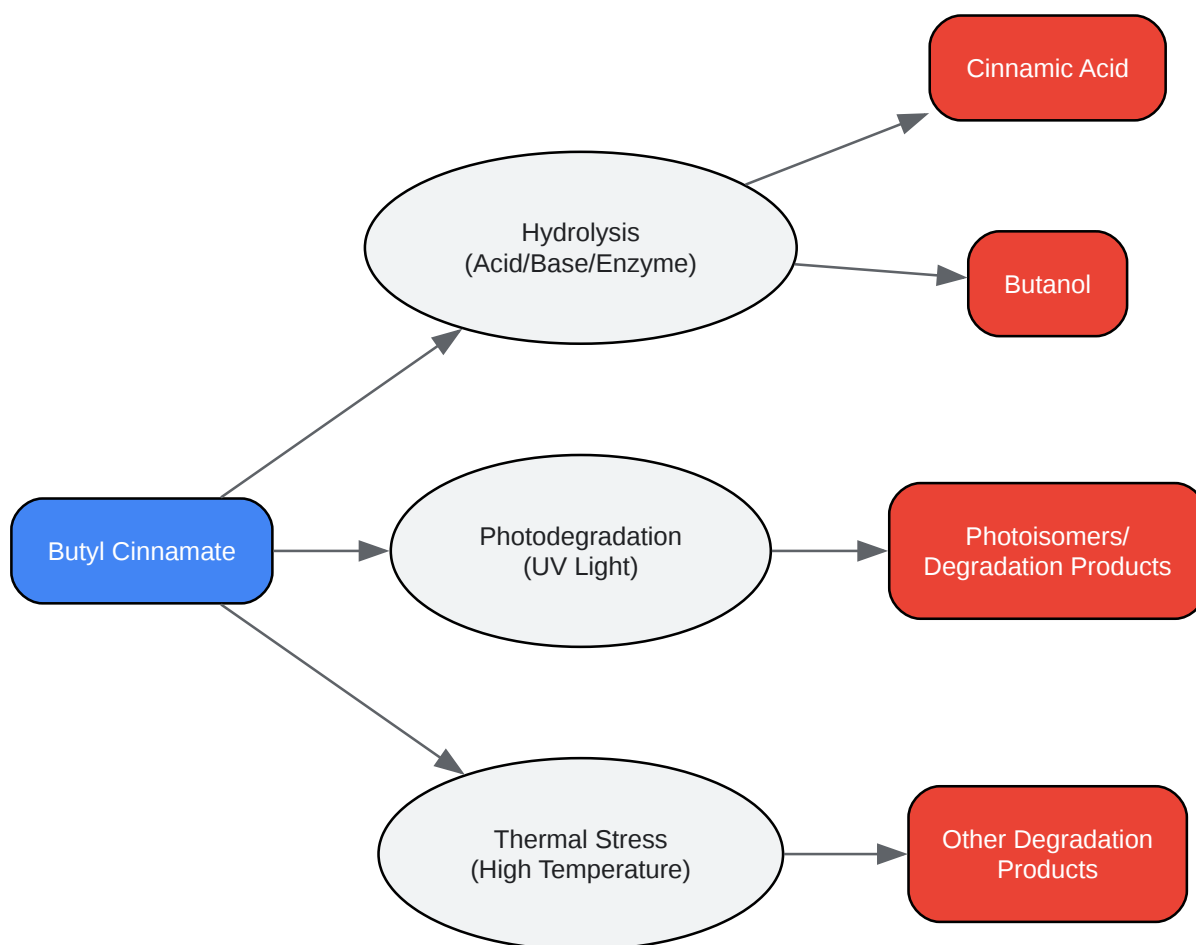 Cinnamic Acid
Hydrolysis
(Acid/Base/Enzyme)
Butanol
Butyl Cinnamate
Photodegradation
(UV Light)
Photoisomers/
Degradation Products
Thermal Stress
(High Temperature)
Other Degradation
Products